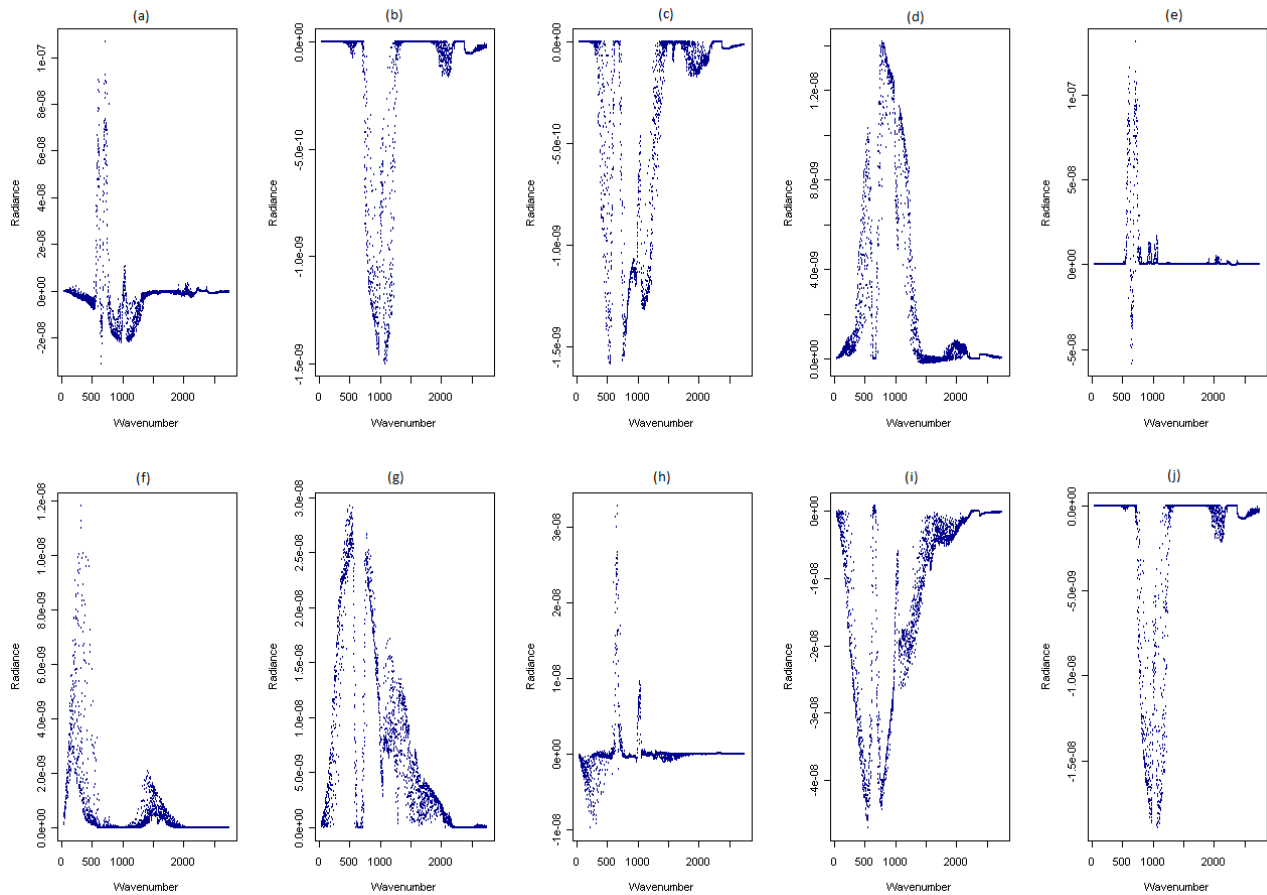 (a)
Radiance
1e-07
8e-08
6e-08
4e-08
2e-08
0e+00
-2e-08
0 500 1000 2000
Wavenumber
(b)
Radiance
0.0e+00
-5.0e-10
-1.0e-09
-1.5e-09
0 500 1000 2000
Wavenumber
(c)
Radiance
0.0e+00
-5.0e-10
-1.0e-09
-1.5e-09
0 500 1000 2000
Wavenumber
(d)
Radiance
1.2e-08
8.0e-09
4.0e-09
0.0e+00
0 500 1000 2000
Wavenumber
(e)
Radiance
1e-07
5e-08
0e+00
-5e-08
0 500 1000 2000
Wavenumber
(f)
Radiance
1.2e-08
1.0e-08
8.0e-09
6.0e-09
4.0e-09
2.0e-09
0.0e+00
0 500 1000 2000
Wavenumber
(g)
Radiance
3.0e-08
2.5e-08
2.0e-08
1.5e-08
1.0e-08
5.0e-09
0.0e+00
0 500 1000 2000
Wavenumber
(h)
Radiance
3e-08
2e-08
1e-08
0e+00
-1e-08
0 500 1000 2000
Wavenumber
(i)
Radiance
0e+00
-1e-08
-2e-08
-3e-08
-4e-08
0 500 1000 2000
Wavenumber
(j)
Radiance
0.0e+00
-5.0e-09
-1.0e-08
-1.5e-08
0 500 1000 2000
Wavenumber